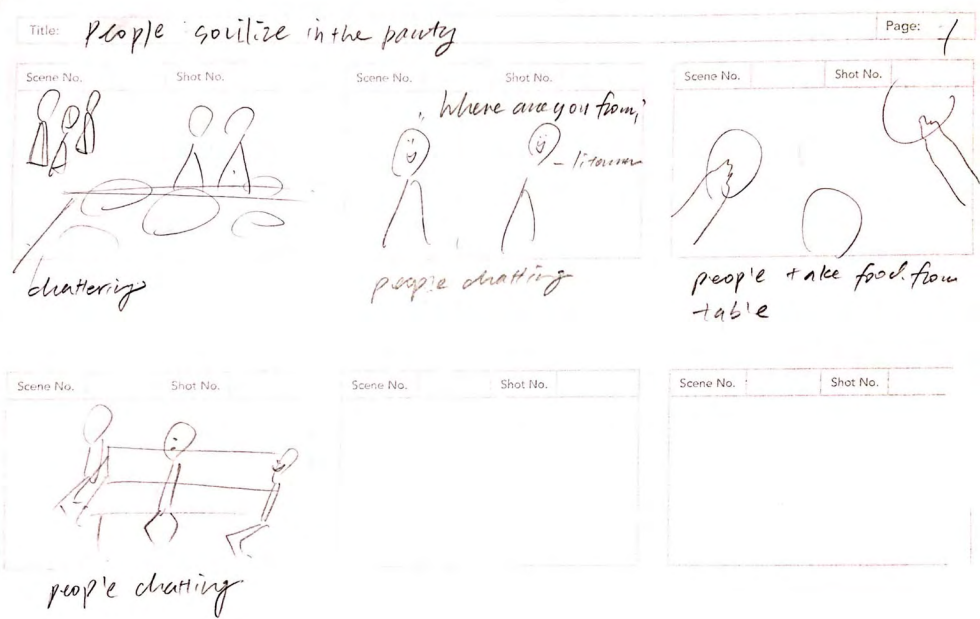 Title: People soulilize in the pauty
Page: 1
Scene No. Shot No.
Scene No. Shot No.
Scene No. Shot No.
"Where are you from,"
chattering
people chatting
people take food from
table
Scene No. Shot No.
Scene No. Shot No.
Scene No. Shot No.
people chatting